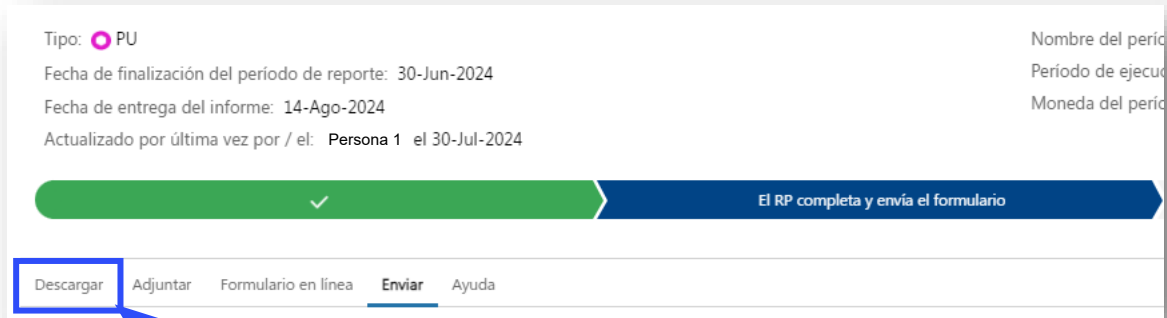 Tipo: PU
Nombre del períod
Fecha de finalización del período de reporte: 30-Jun-2024
Período de ejecuc
Fecha de entrega del informe: 14-Ago-2024
Moneda del períod
Actualizado por última vez por / el: Persona 1 el 30-Jul-2024
El RP completa y envía el formulario
Descargar Adjuntar Formulario en línea Enviar Ayuda